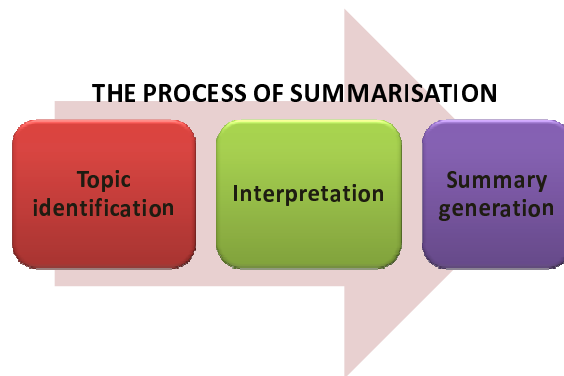 THE PROCESS OF SUMMARISATION
Topic
identification
Interpretation
Summary
generation